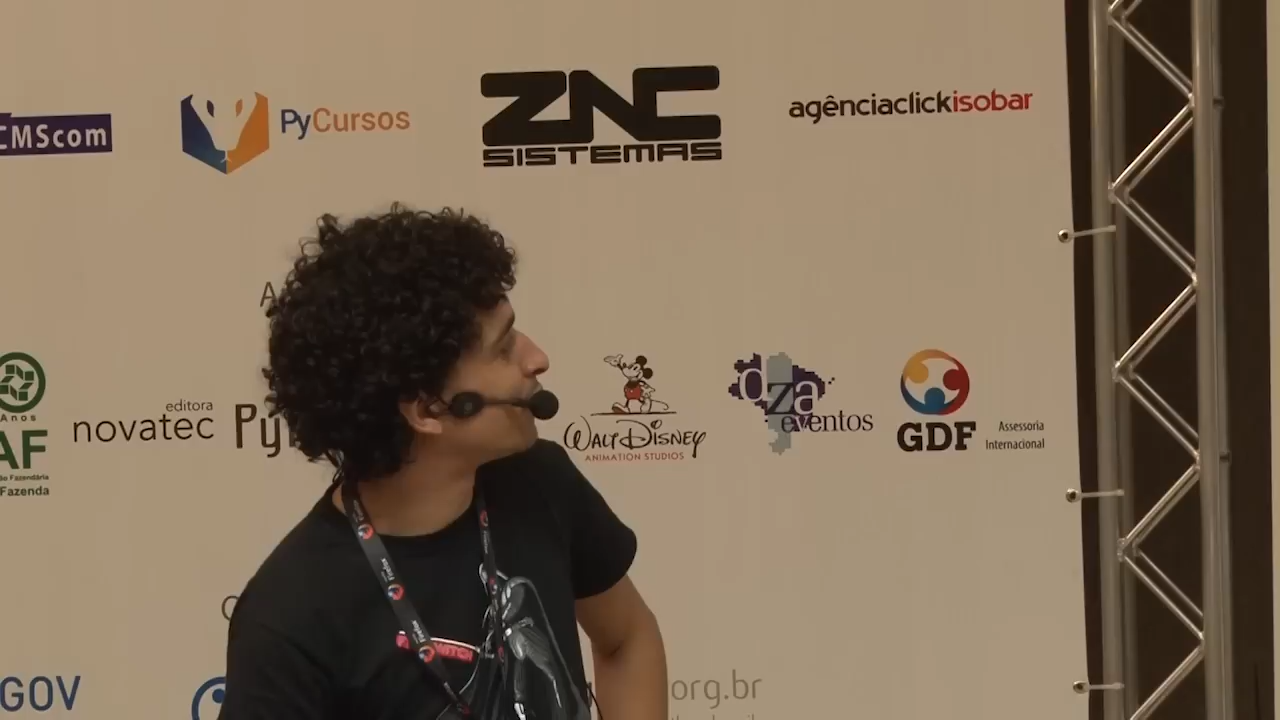 CMScom
PyCursos
ZNC
SISTEMAS
agênciaclickisobar
Anos
AF
Fazenda
editora
novatec
WALT DISNEY
ANIMATION STUDIOS
dza
eventos
GDF
Assessoria
Internacional
GOV
org.br